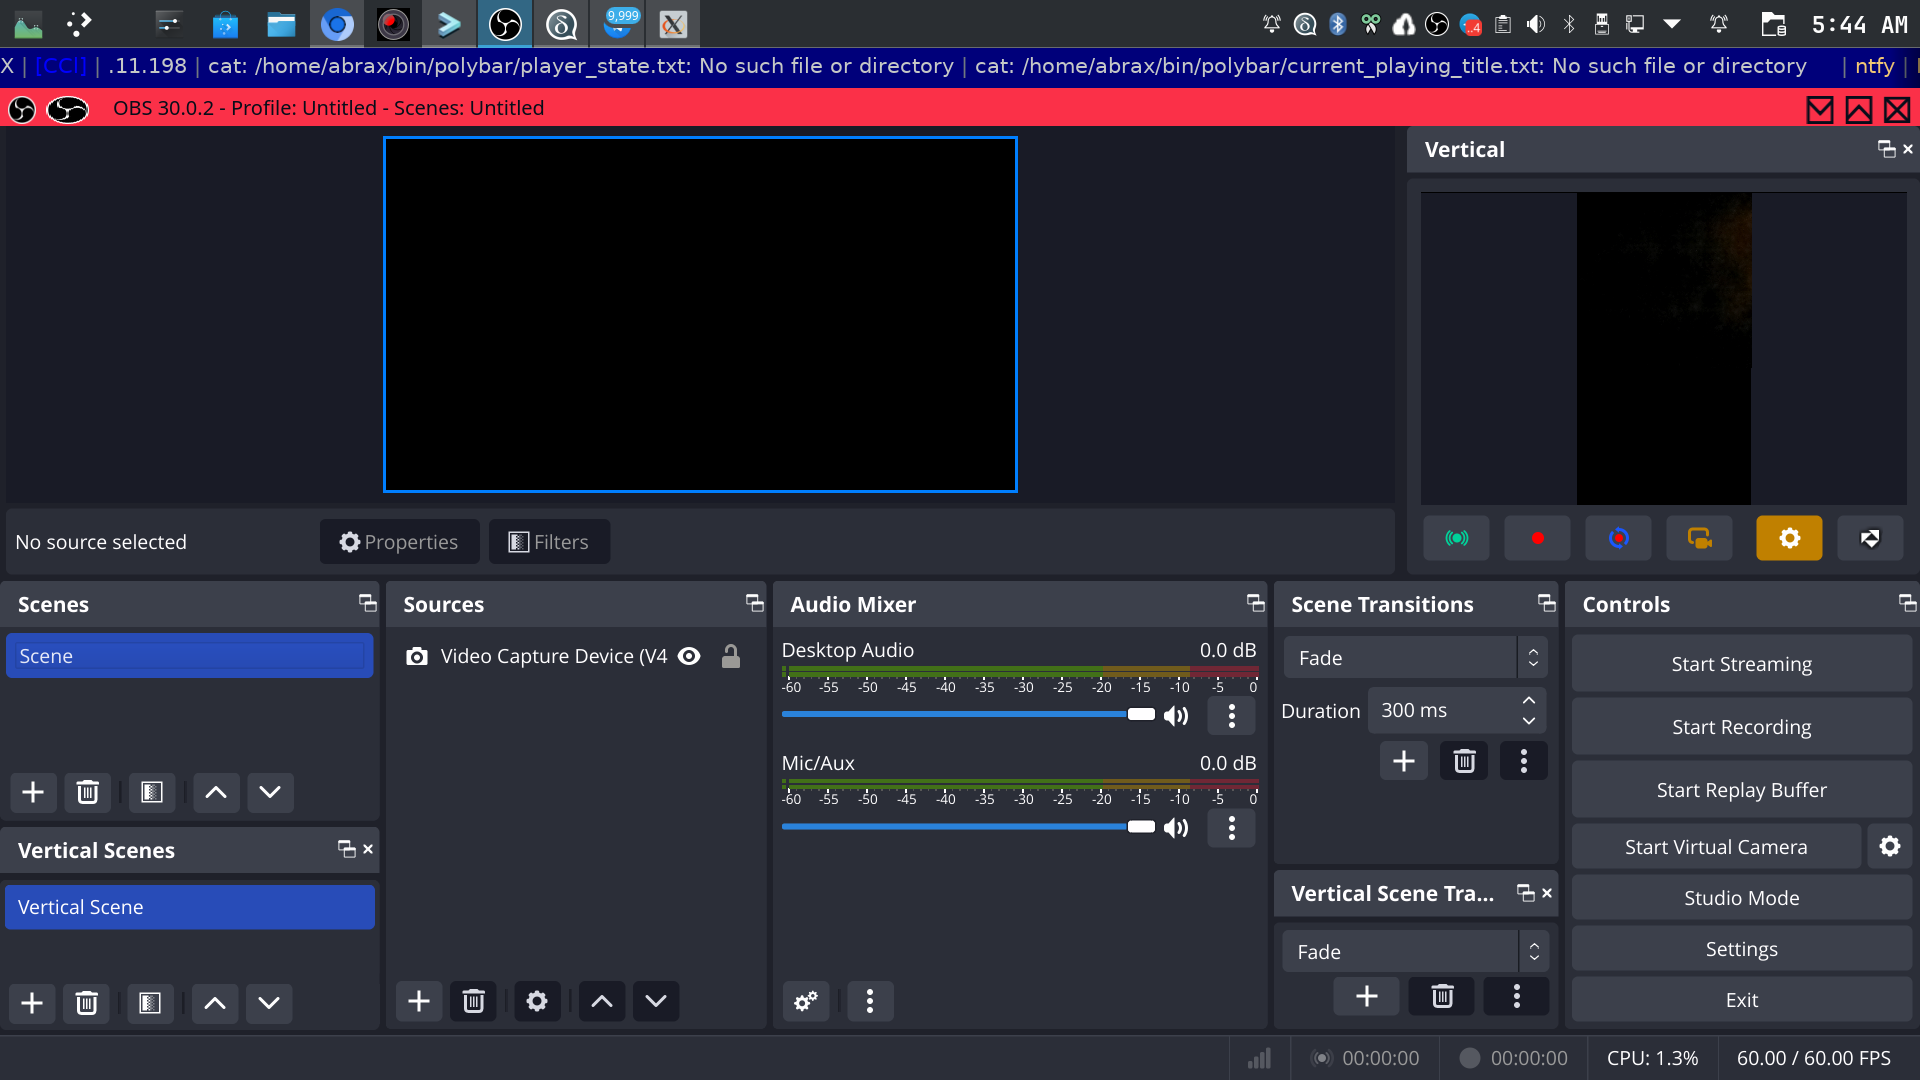 9,999
4
5:44 AM
X | [CCI] | .11.198 | cat: /home/abrax/bin/polybar/player_state.txt: No such file or directory | cat: /home/abrax/bin/polybar/current_playing_title.txt: No such file or directory | ntfy |
OBS 30.0.2 - Profile: Untitled - Scenes: Untitled
Vertical
No source selected
Properties
Filters
Scenes
Scene
Vertical Scenes
Vertical Scene
Sources
Video Capture Device (V4
Audio Mixer
Desktop Audio 0.0 dB
-60 -55 -50 -45 -40 -35 -30 -25 -20 -15 -10 -5 0
Mic/Aux 0.0 dB
-60 -55 -50 -45 -40 -35 -30 -25 -20 -15 -10 -5 0
Scene Transitions
Fade
Duration 300 ms
Vertical Scene Tra...
Fade
Controls
Start Streaming
Start Recording
Start Replay Buffer
Start Virtual Camera
Studio Mode
Settings
Exit
00:00:00 00:00:00 CPU: 1.3% 60.00 / 60.00 FPS